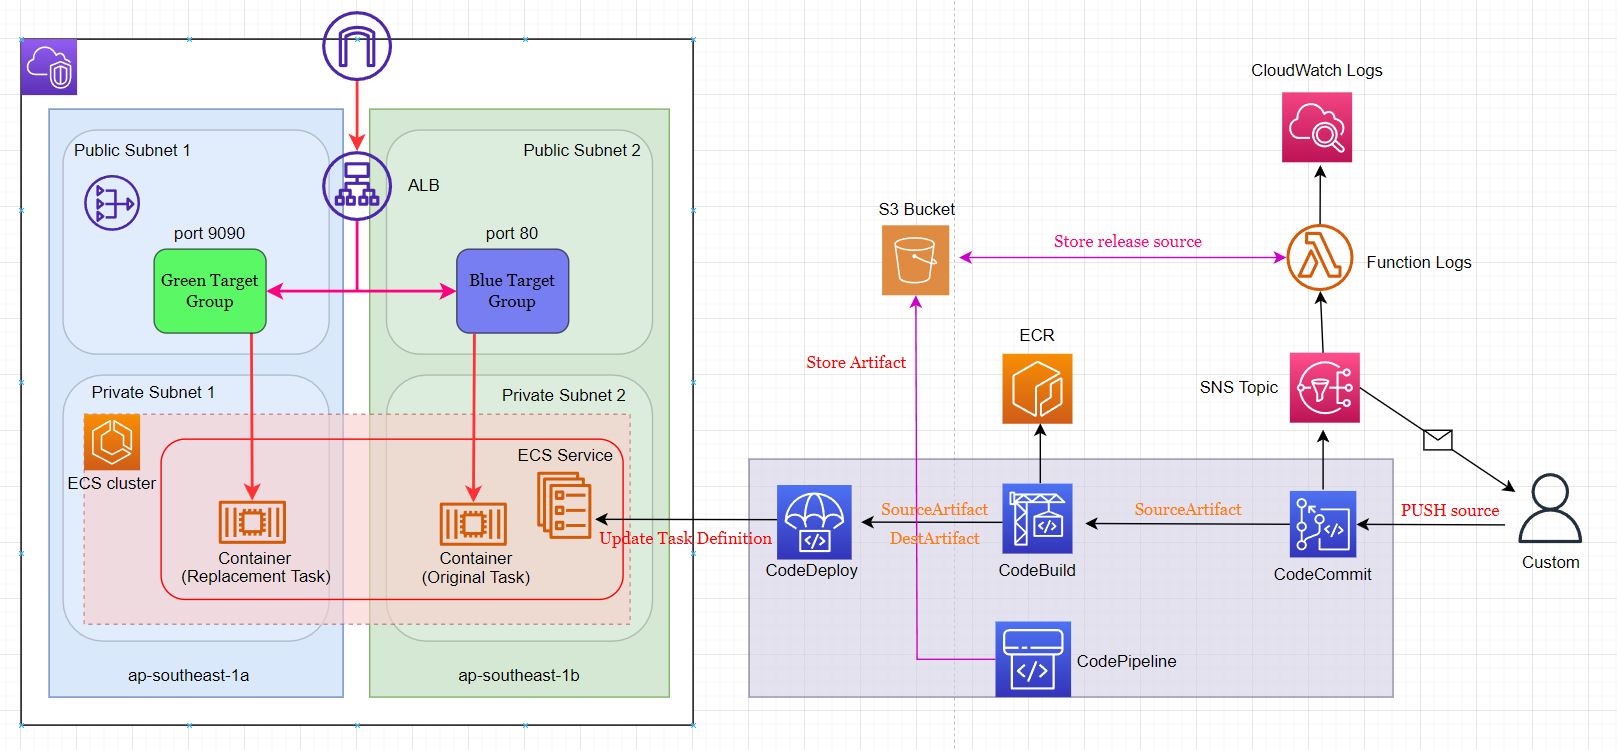 CloudWatch Logs
Public Subnet 1
Public Subnet 2
ALB
S3 Bucket
port 9090
port 80
Store release source
Function Logs
Green Target
Group
Blue Target
Group
ECR
Store Artifact
SNS Topic
Private Subnet 1
Private Subnet 2
ECS Service
ECS cluster
SourceArtifact
SourceArtifact
PUSH source
Update Task Definition
DestArtifact
Container
(Replacement Task)
Container
(Original Task)
CodeDeploy
CodeBuild
CodeCommit
Custom
CodePipeline
ap-southeast-1a
ap-southeast-1b